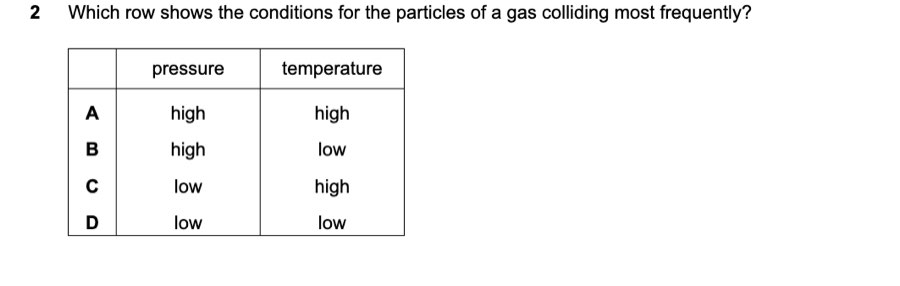 2 Which row shows the conditions for the particles of a gas colliding most frequently?
pressure temperature
A high high
B high low
C low high
D low low